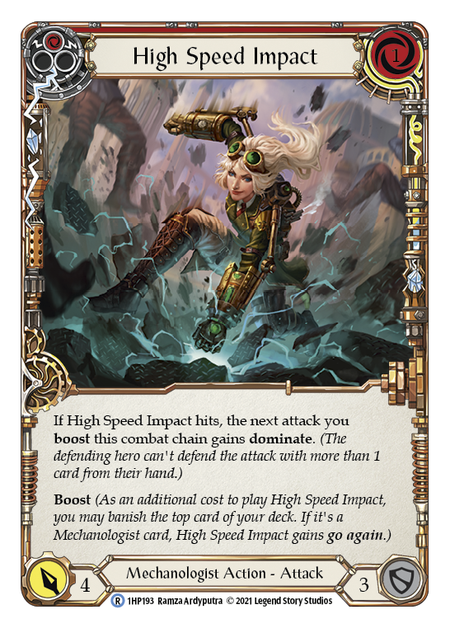 High Speed Impact
1
If High Speed Impact hits, the next attack you
boost this combat chain gains dominate. (The
defending hero can't defend the attack with more than 1
card from their hand.)
Boost (As an additional cost to play High Speed Impact,
you may banish the top card of your deck. If it's a
Mechanologist card, High Speed Impact gains go again.)
4
Mechanologist Action - Attack
3
R 1HP193 Ramza Ardyputra © 2021 Legend Story Studios